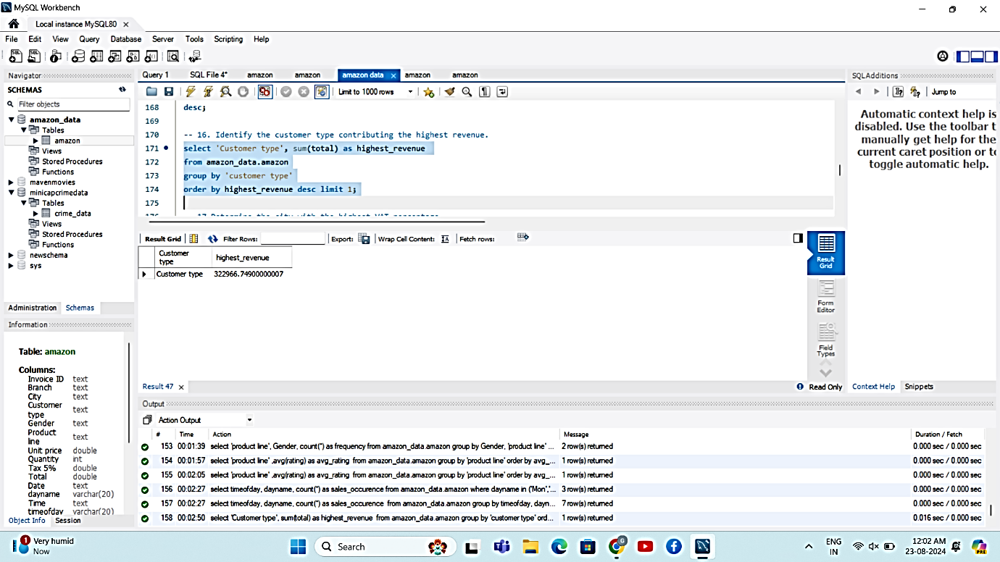 MySQL Workbench
Local instance MySQL80
File Edit View Query Database Server Tools Scripting Help
Navigator
SCHEMAS
Filter objects
amazon_data
Tables
amazon
Views
Stored Procedures
Functions
mavenmovies
minicapcrimedata
Tables
crime_data
Views
Stored Procedures
Functions
newschema
sys
Administration Schemas
Information
Table: amazon
Columns:
Invoice ID text
Branch text
City text
Customer type text
Gender text
Product line text
Unit price double
Quantity int
Tax 5% double
Total double
Date text
dayname varchar(20)
Time text
timeofday varchar(20)
Object Info Session
Query 1 SQL File 4* amazon amazon amazon data amazon amazon
Limit to 1000 rows
168 desc;
169
170 -- 16. Identify the customer type contributing the highest revenue.
171 select 'Customer type', sum(total) as highest_revenue
172 from amazon_data.amazon
173 group by 'customer type'
174 order by highest_revenue desc limit 1;
175
Result Grid Filter Rows: Export: Wrap Cell Content: Fetch rows:
Customer type highest_revenue
Customer type 322966.74900000007
Result Grid
Form Editor
Field Types
Result 47 Read Only
SQLAdditions
Jump to
Automatic context help is
disabled. Use the toolbar t
manually get help for the
current caret position or to
toggle automatic help.
Context Help Snippets
Output
Action Output
# Time Action Message Duration / Fetch
153 00:01:39 select 'product line', Gender, count(*) as frequency from amazon_data.amazon group by Gender, 'product line' ... 2 row(s) returned 0.000 sec / 0.000 sec
154 00:01:57 select 'product line' ,avg(rating) as avg_rating from amazon_data.amazon group by 'product line' order by avg_... 1 row(s) returned 0.000 sec / 0.000 sec
155 00:02:05 select 'product line' ,avg(rating) as avg_rating from amazon_data.amazon group by 'product line' order by avg_... 1 row(s) returned 0.000 sec / 0.000 sec
156 00:02:27 select timeofday, dayname, count(*) as sales_occurence from amazon_data.amazon where dayname in ('Mon','... 3 row(s) returned 0.000 sec / 0.000 sec
157 00:02:27 select timeofday, dayname, count(*) as sales_occurence from amazon_data.amazon group by timeofday, dayn... 7 row(s) returned 0.000 sec / 0.000 sec
158 00:02:50 select 'Customer type', sum(total) as highest_revenue from amazon_data.amazon group by 'customer type' ord... 1 row(s) returned 0.016 sec / 0.000 sec
1 Very humid
Now
Search
G
ENG
IN
12:02 AM
23-08-2024
PRE